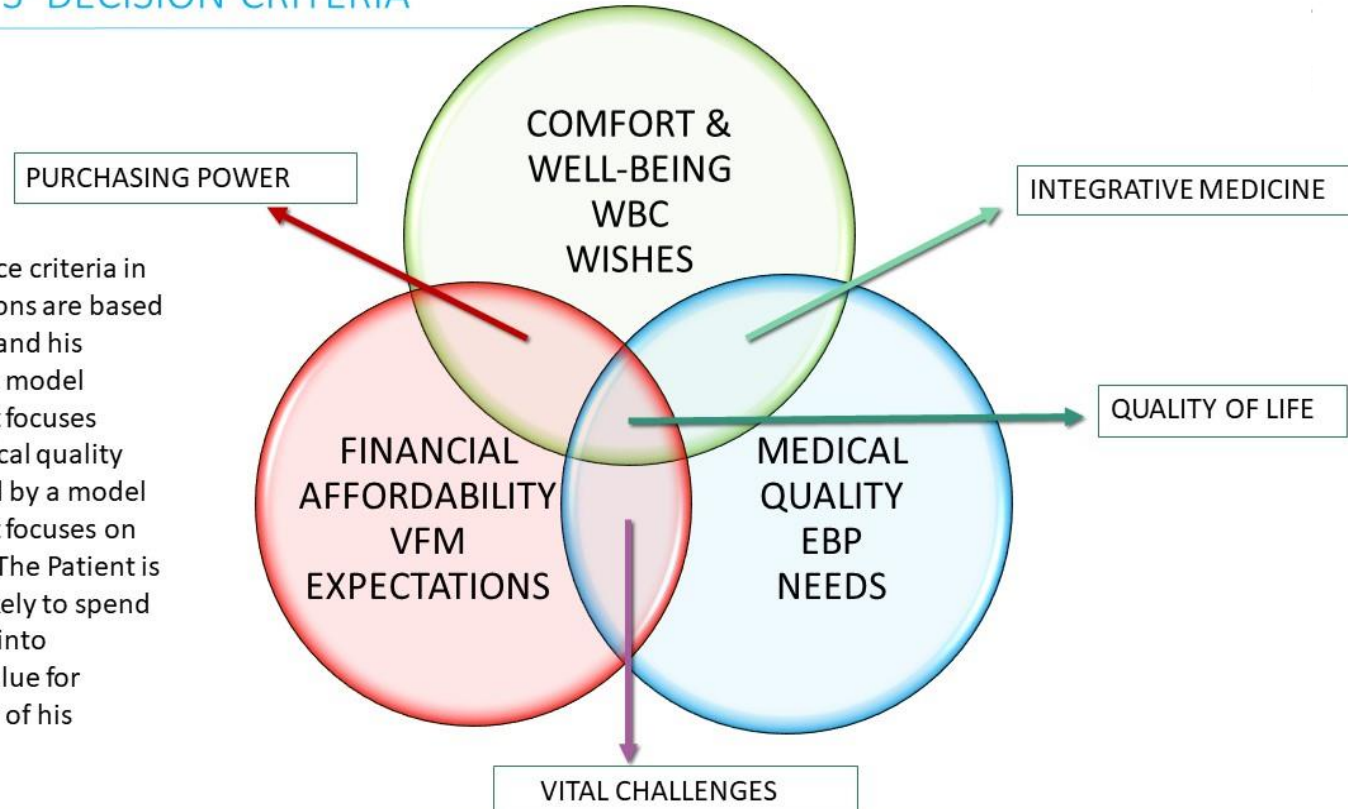 S' DECISION CRITERIA
COMFORT &
WELL-BEING
WBC
WISHES
PURCHASING POWER
INTEGRATIVE MEDICINE
ce criteria in
ons are based
and his
model
t focuses
cal quality
d by a model
t focuses on
The Patient is
ely to spend
into
lue for
of his
QUALITY OF LIFE
FINANCIAL
AFFORDABILITY
VFM
EXPECTATIONS
MEDICAL
QUALITY
EBP
NEEDS
VITAL CHALLENGES